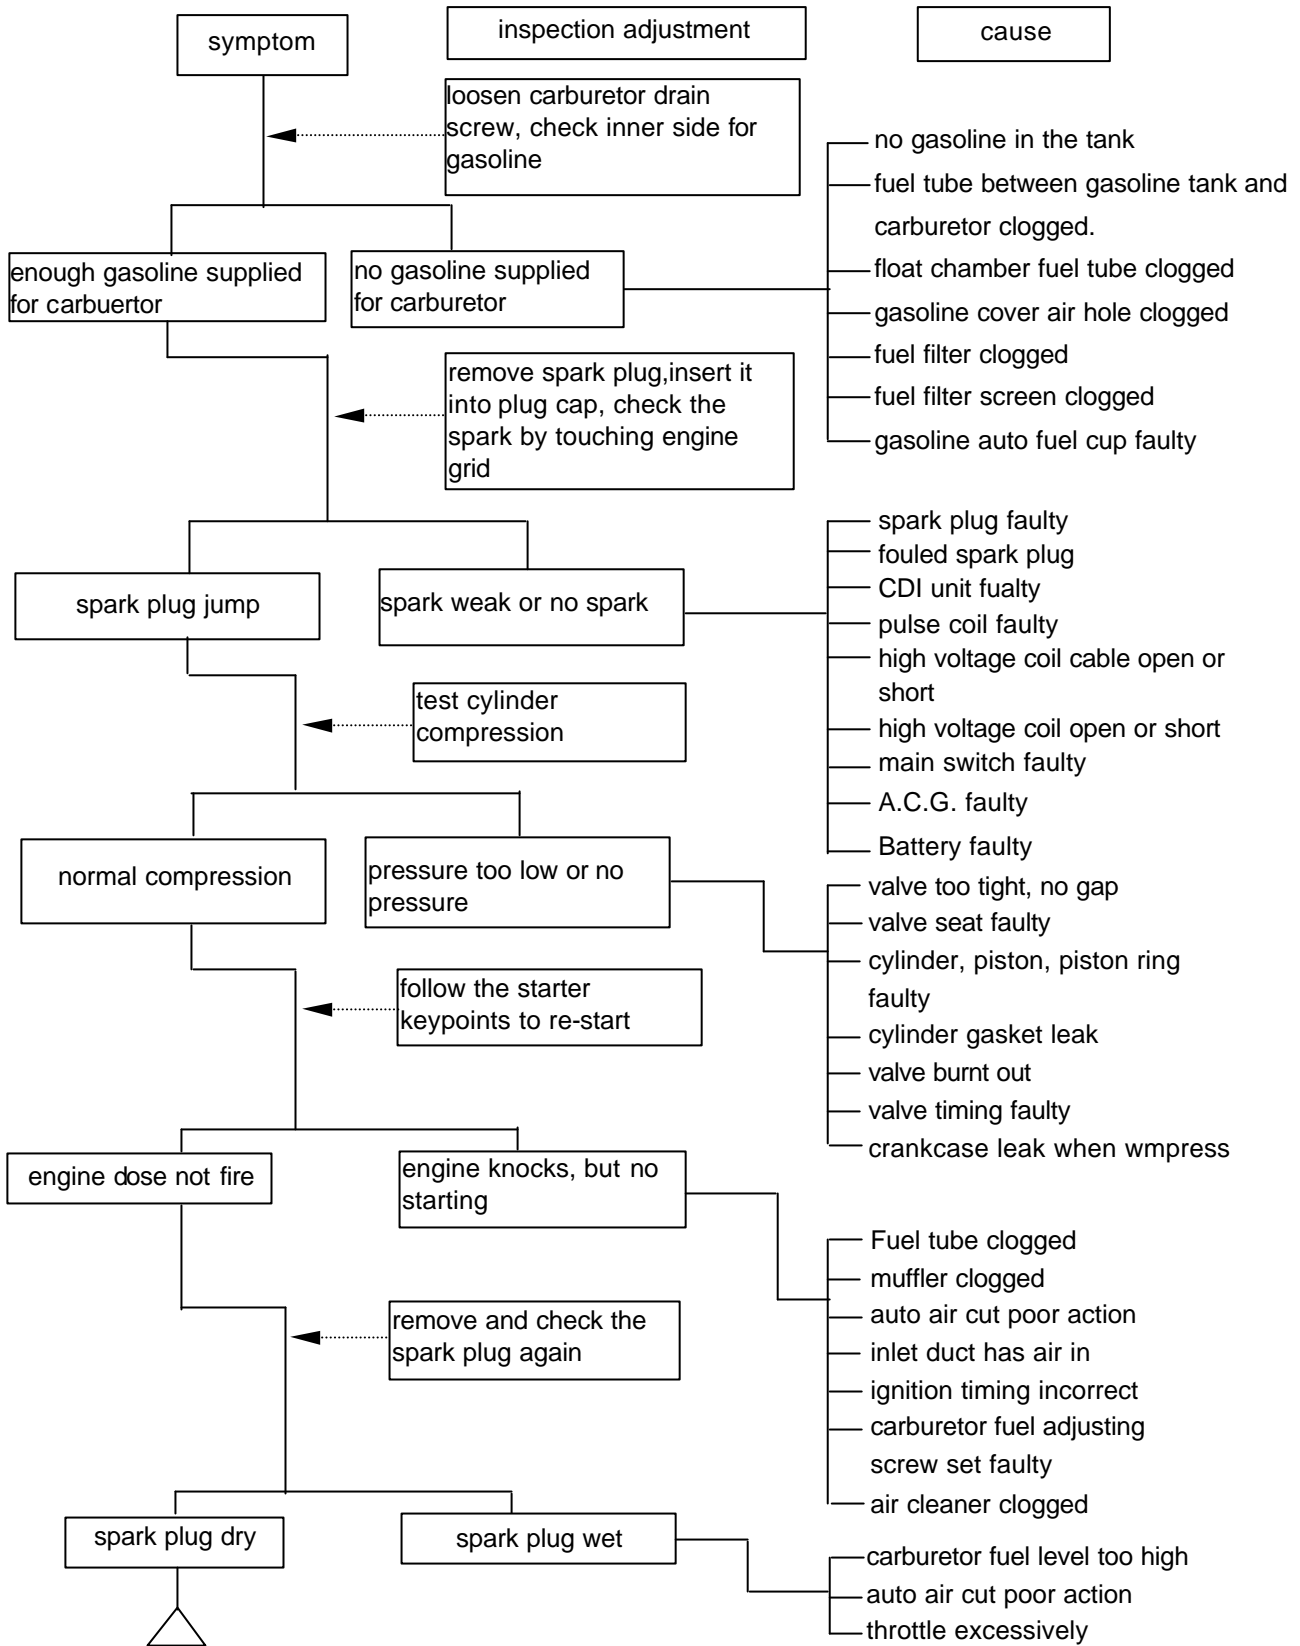 symptom
inspection adjustment
cause
loosen carburetor drain
screw, check inner side for
gasoline
no gasoline in the tank
fuel tube between gasoline tank and
carburetor clogged.
float chamber fuel tube clogged
gasoline cover air hole clogged
fuel filter clogged
fuel filter screen clogged
gasoline auto fuel cup faulty
enough gasoline supplied
for carbuertor
no gasoline supplied
for carburetor
remove spark plug,insert it
into plug cap, check the
spark by touching engine
grid
spark plug jump
spark weak or no spark
spark plug faulty
fouled spark plug
CDI unit fualty
pulse coil faulty
high voltage coil cable open or
short
high voltage coil open or short
main switch faulty
A.C.G. faulty
Battery faulty
test cylinder
compression
normal compression
pressure too low or no
pressure
valve too tight, no gap
valve seat faulty
cylinder, piston, piston ring
faulty
cylinder gasket leak
valve burnt out
valve timing faulty
crankcase leak when wmpress
follow the starter
keypoints to re-start
engine dose not fire
engine knocks, but no
starting
Fuel tube clogged
muffler clogged
auto air cut poor action
inlet duct has air in
ignition timing incorrect
carburetor fuel adjusting
screw set faulty
air cleaner clogged
remove and check the
spark plug again
spark plug dry
spark plug wet
carburetor fuel level too high
auto air cut poor action
throttle excessively